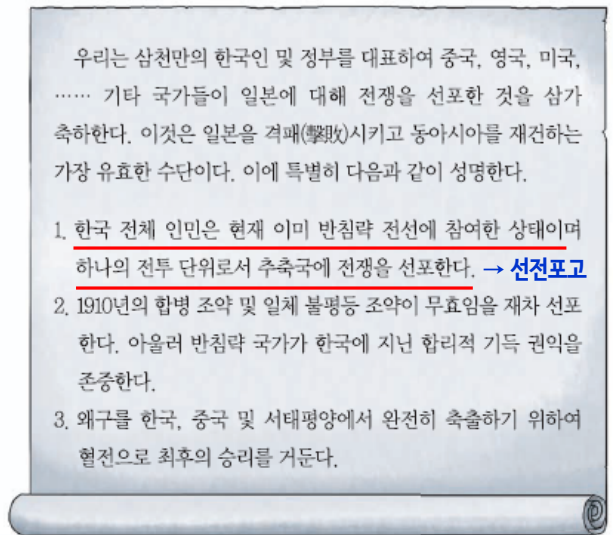 우리는 삼천만의 한국인 및 정부를 대표하여 중국, 영국, 미국,
…… 기타 국가들이 일본에 대해 전쟁을 선포한 것을 삼가
축하한다. 이것은 일본을 격패(擊敗)시키고 동아시아를 재건하는
가장 유효한 수단이다. 이에 특별히 다음과 같이 성명한다.
1. 한국 전체 인민은 현재 이미 반침략 전선에 참여한 상태이며
하나의 전투 단위로서 추축국에 전쟁을 선포한다. → 선전포고
2. 1910년의 합병 조약 및 일체 불평등 조약이 무효임을 재차 선포
한다. 아울러 반침략 국가가 한국에 지닌 합리적 기득 권익을
존중한다.
3. 왜구를 한국, 중국 및 서태평양에서 완전히 축출하기 위하여
혈전으로 최후의 승리를 거둔다.